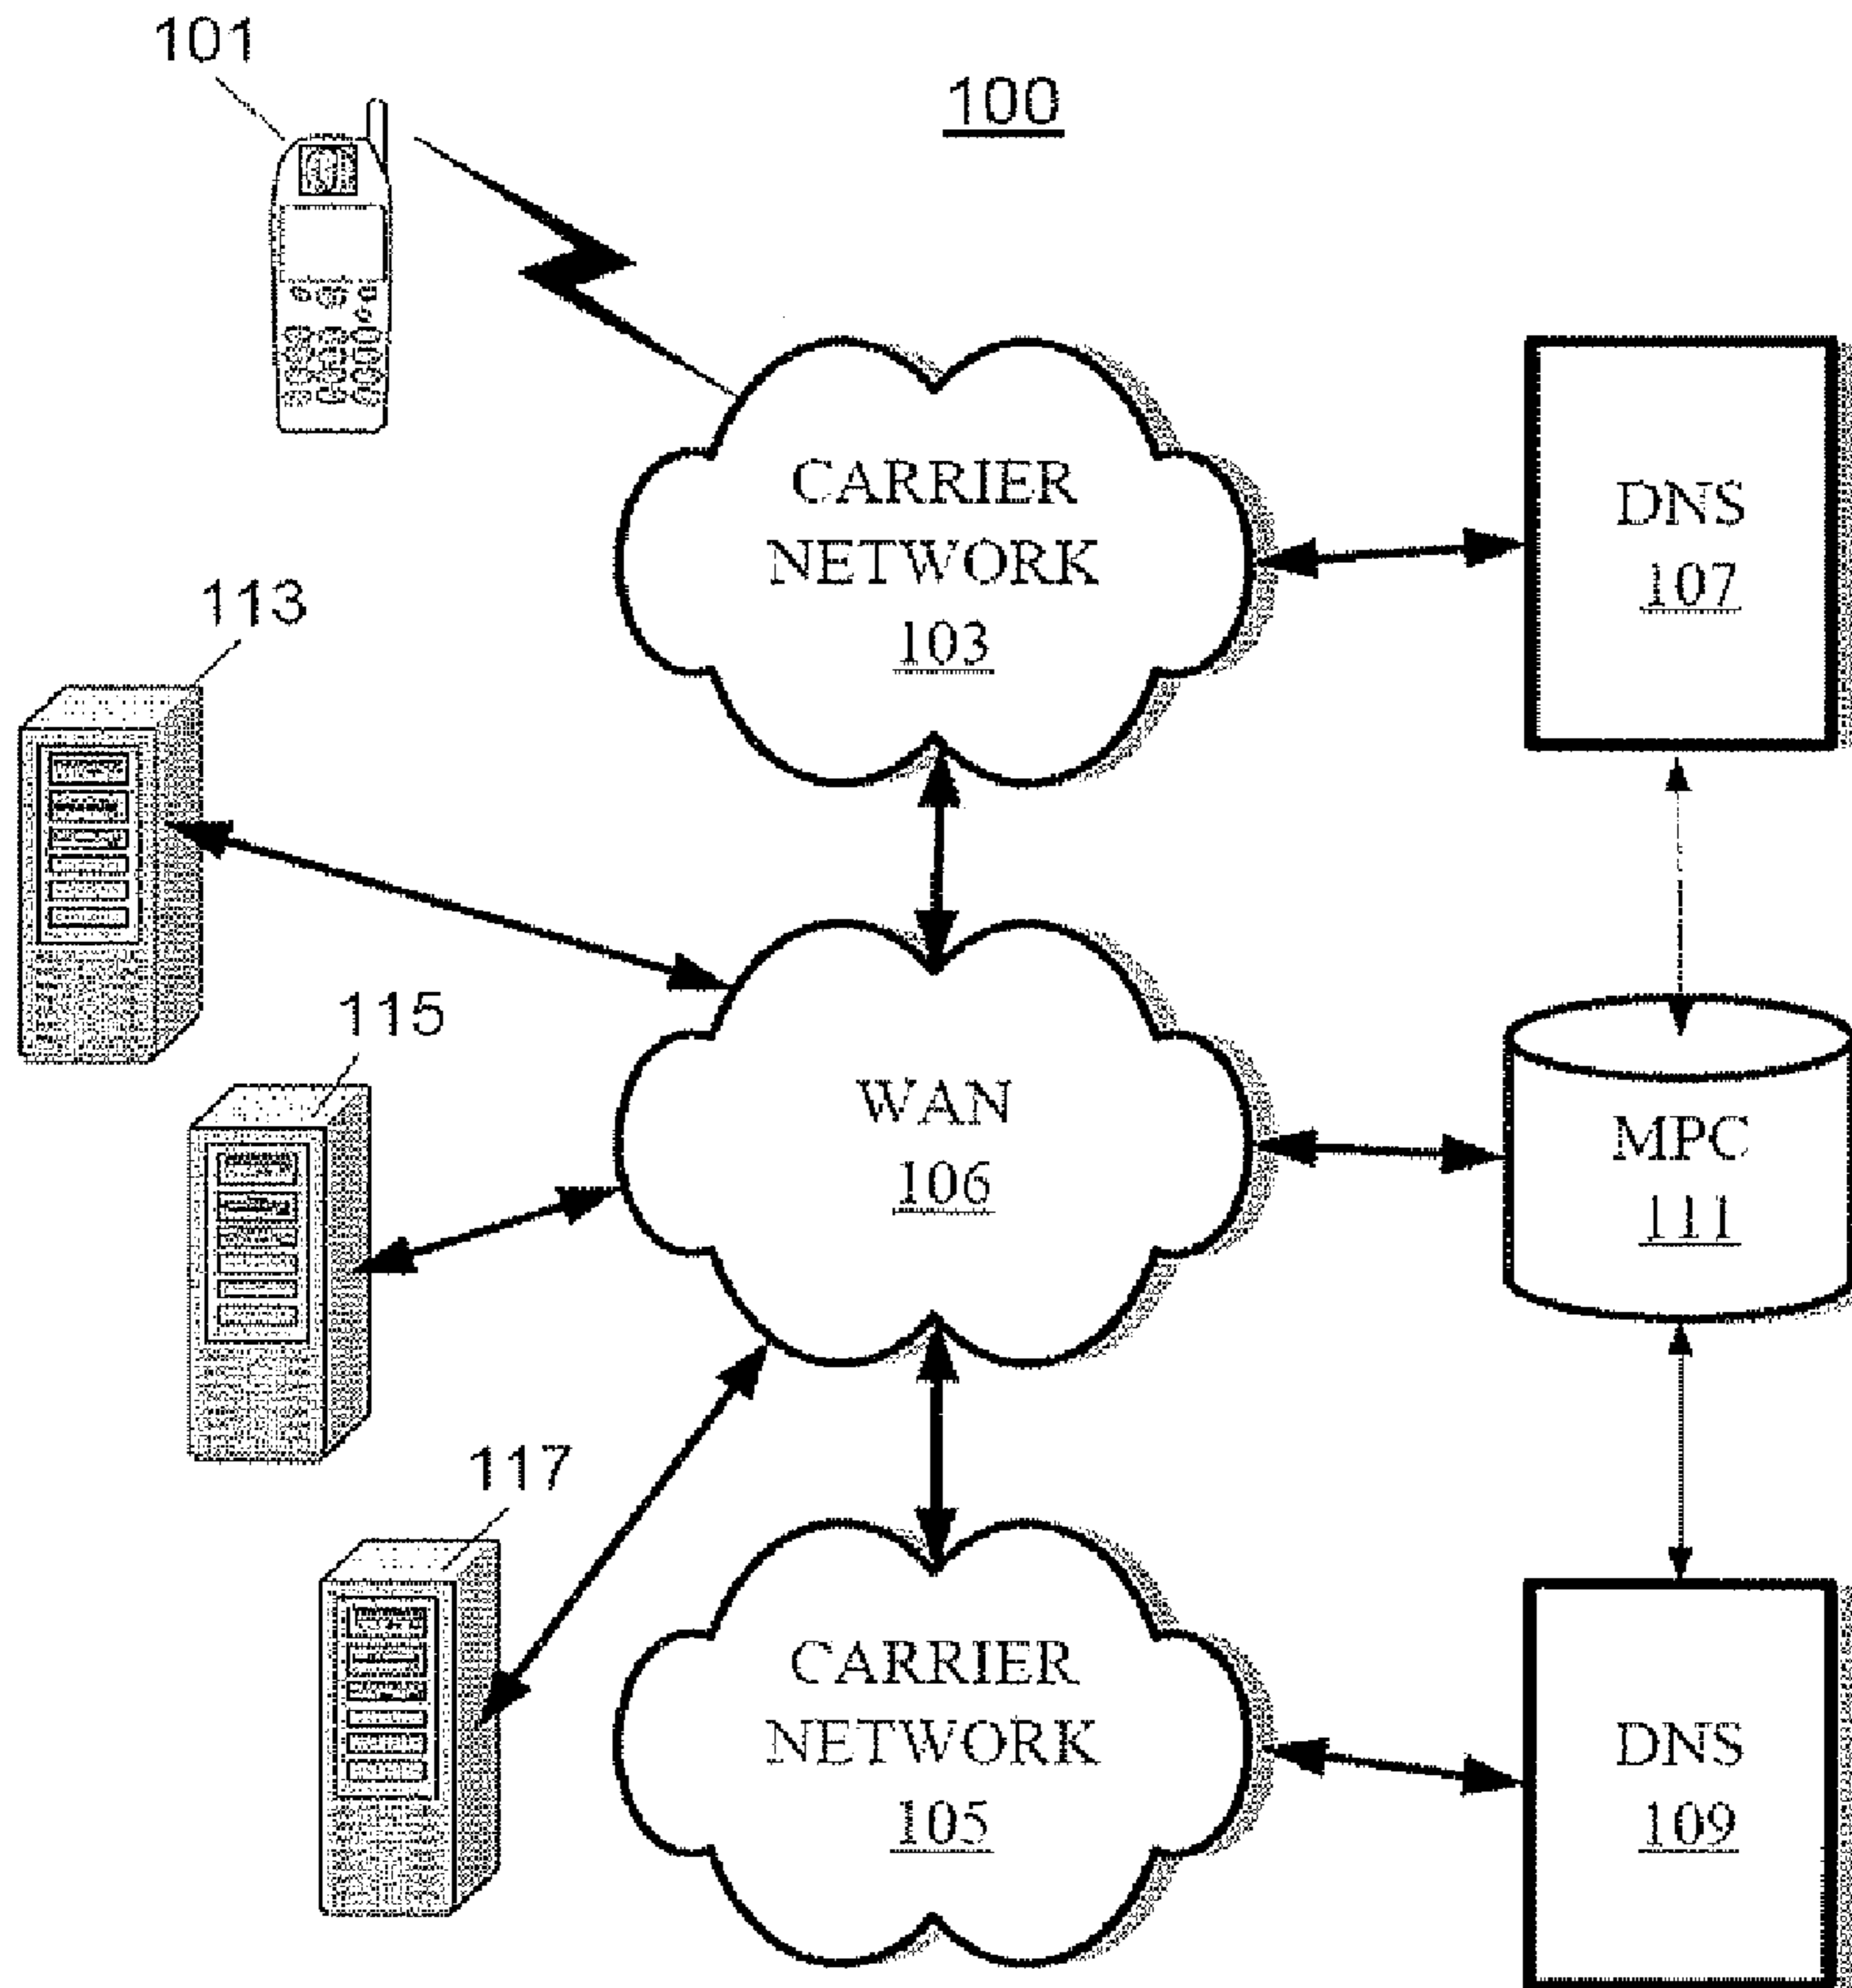 101
100
CARRIER
NETWORK
103
DNS
107
113
115
WAN
106
MPC
111
117
CARRIER
NETWORK
105
DNS
109